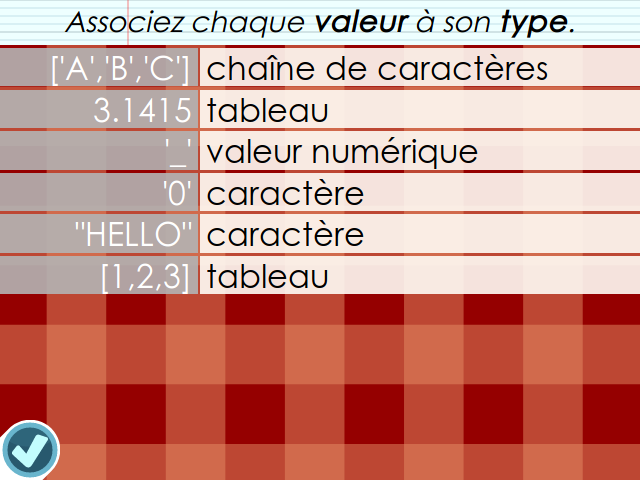 Associez chaque valeur à son type.
['A','B','C'] chaîne de caractères
3.1415 tableau
'_' valeur numérique
'0' caractère
"HELLO" caractère
[1,2,3] tableau